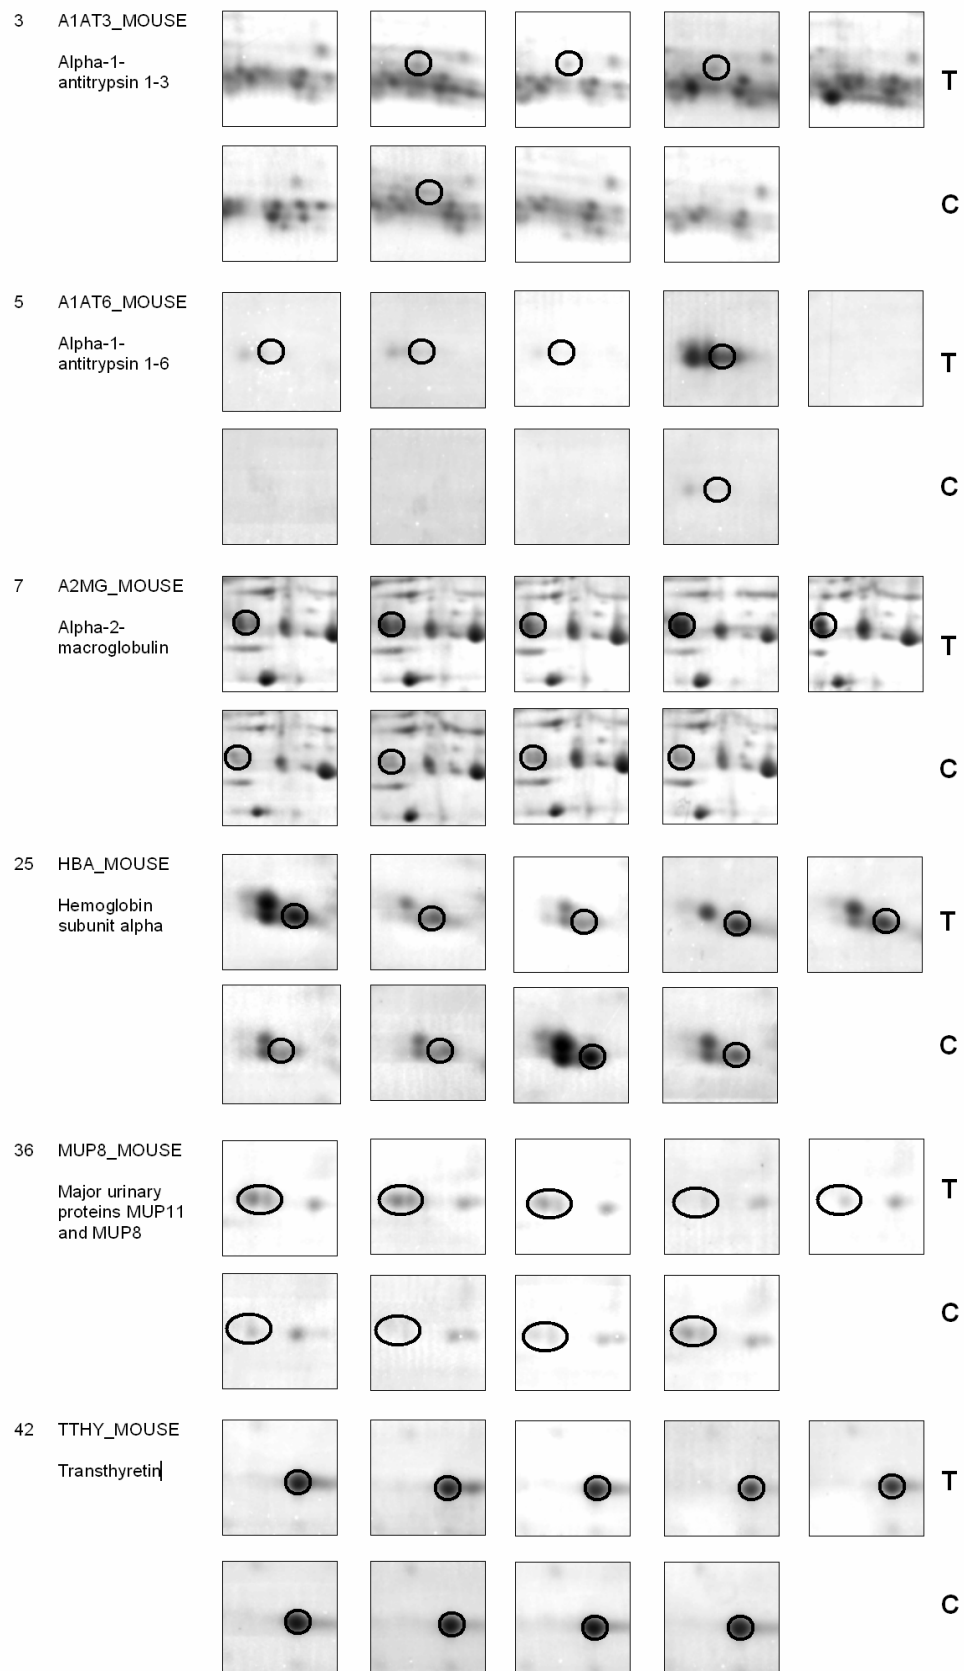 3 A1AT3_MOUSE
Alpha-1-
antitrypsin 1-3
T
C
5 A1AT6_MOUSE
Alpha-1-
antitrypsin 1-6
T
C
7 A2MG_MOUSE
Alpha-2-
macroglobulin
T
C
25 HBA_MOUSE
Hemoglobin
subunit alpha
T
C
36 MUP8_MOUSE
Major urinary
proteins MUP11
and MUP8
T
C
42 TTHY_MOUSE
Transthyretin
T
C